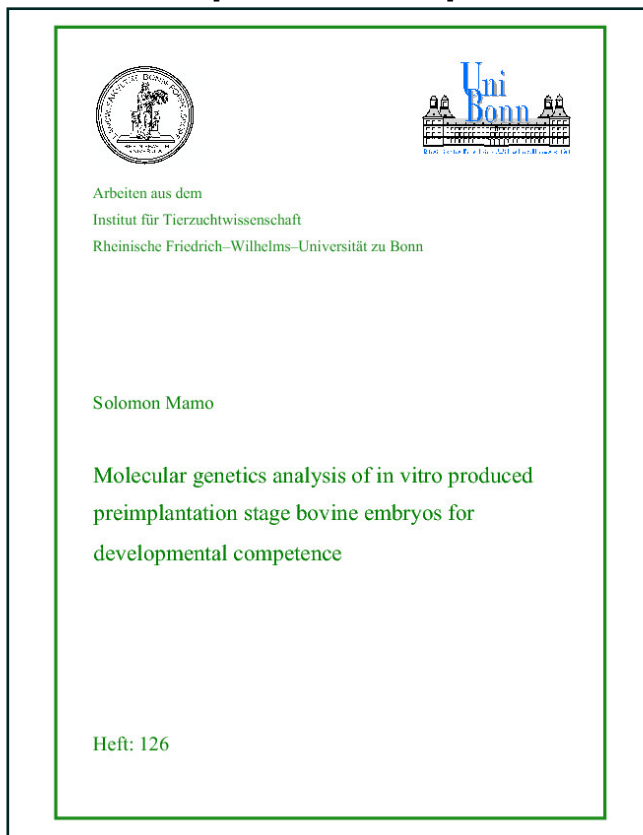 Uni
Bonn
Arbeiten aus dem
Institut für Tierzuchtwissenschaft
Rheinische Friedrich–Wilhelms–Universität zu Bonn
Solomon Mamo
Molecular genetics analysis of in vitro produced
preimplantation stage bovine embryos for
developmental competence
Heft: 126